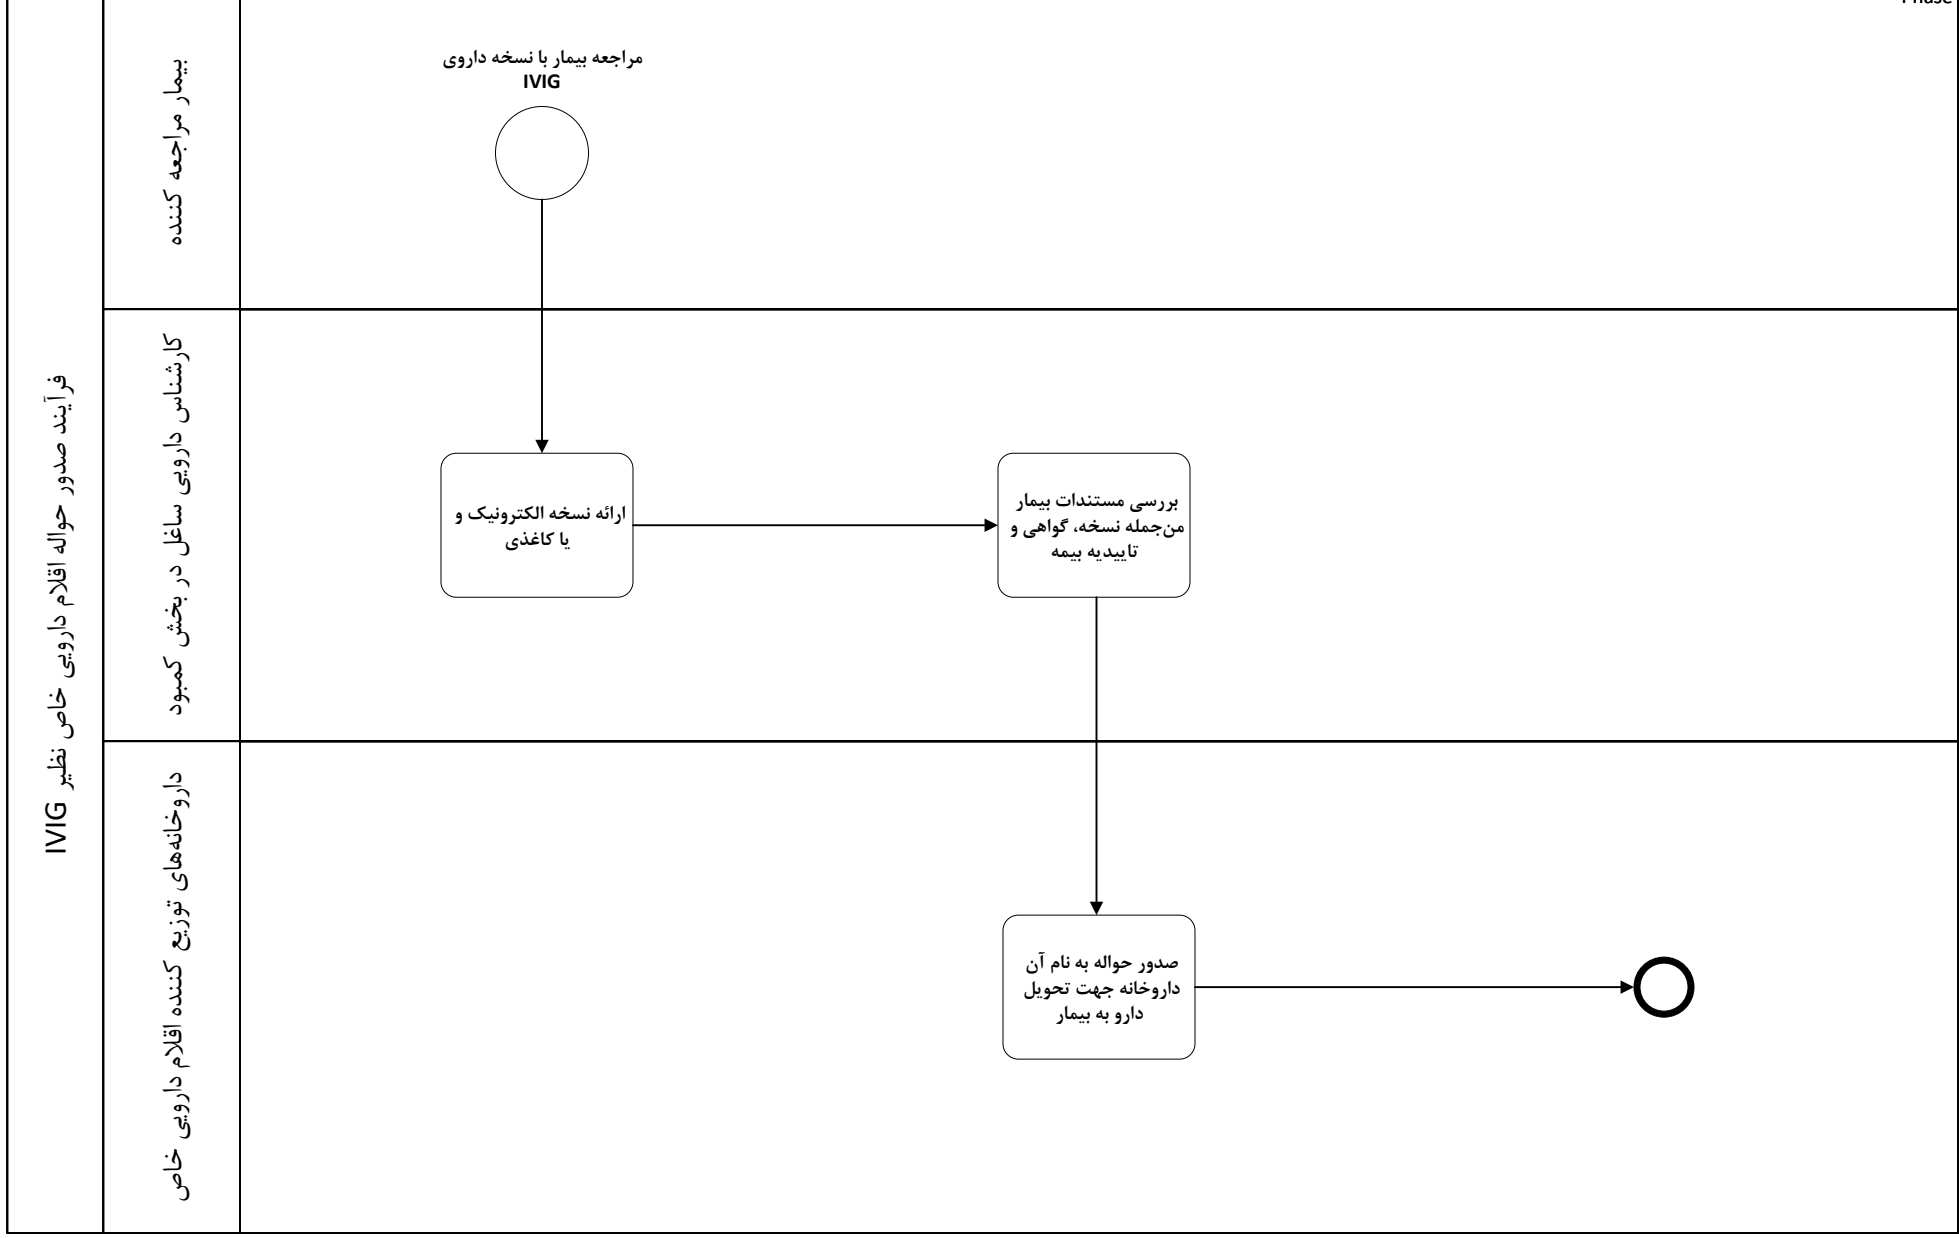 فرآیند صدور حواله اقلام دارویی خاص نظیر IVIG
بیمار مراجعه کننده
مراجعه بیمار با نسخه داروی
IVIG
کارشناس دارویی ساغل در بخش کمبود
ارائه نسخه الکترونیک و
یا کاغذی
بررسی مستندات بیمار
من‌جمله نسخه، گواهی و
تاییدیه بیمه
داروخانه‌های توزیع کننده اقلام دارویی خاص
صدور حواله به نام آن
داروخانه جهت تحویل
دارو به بیمار